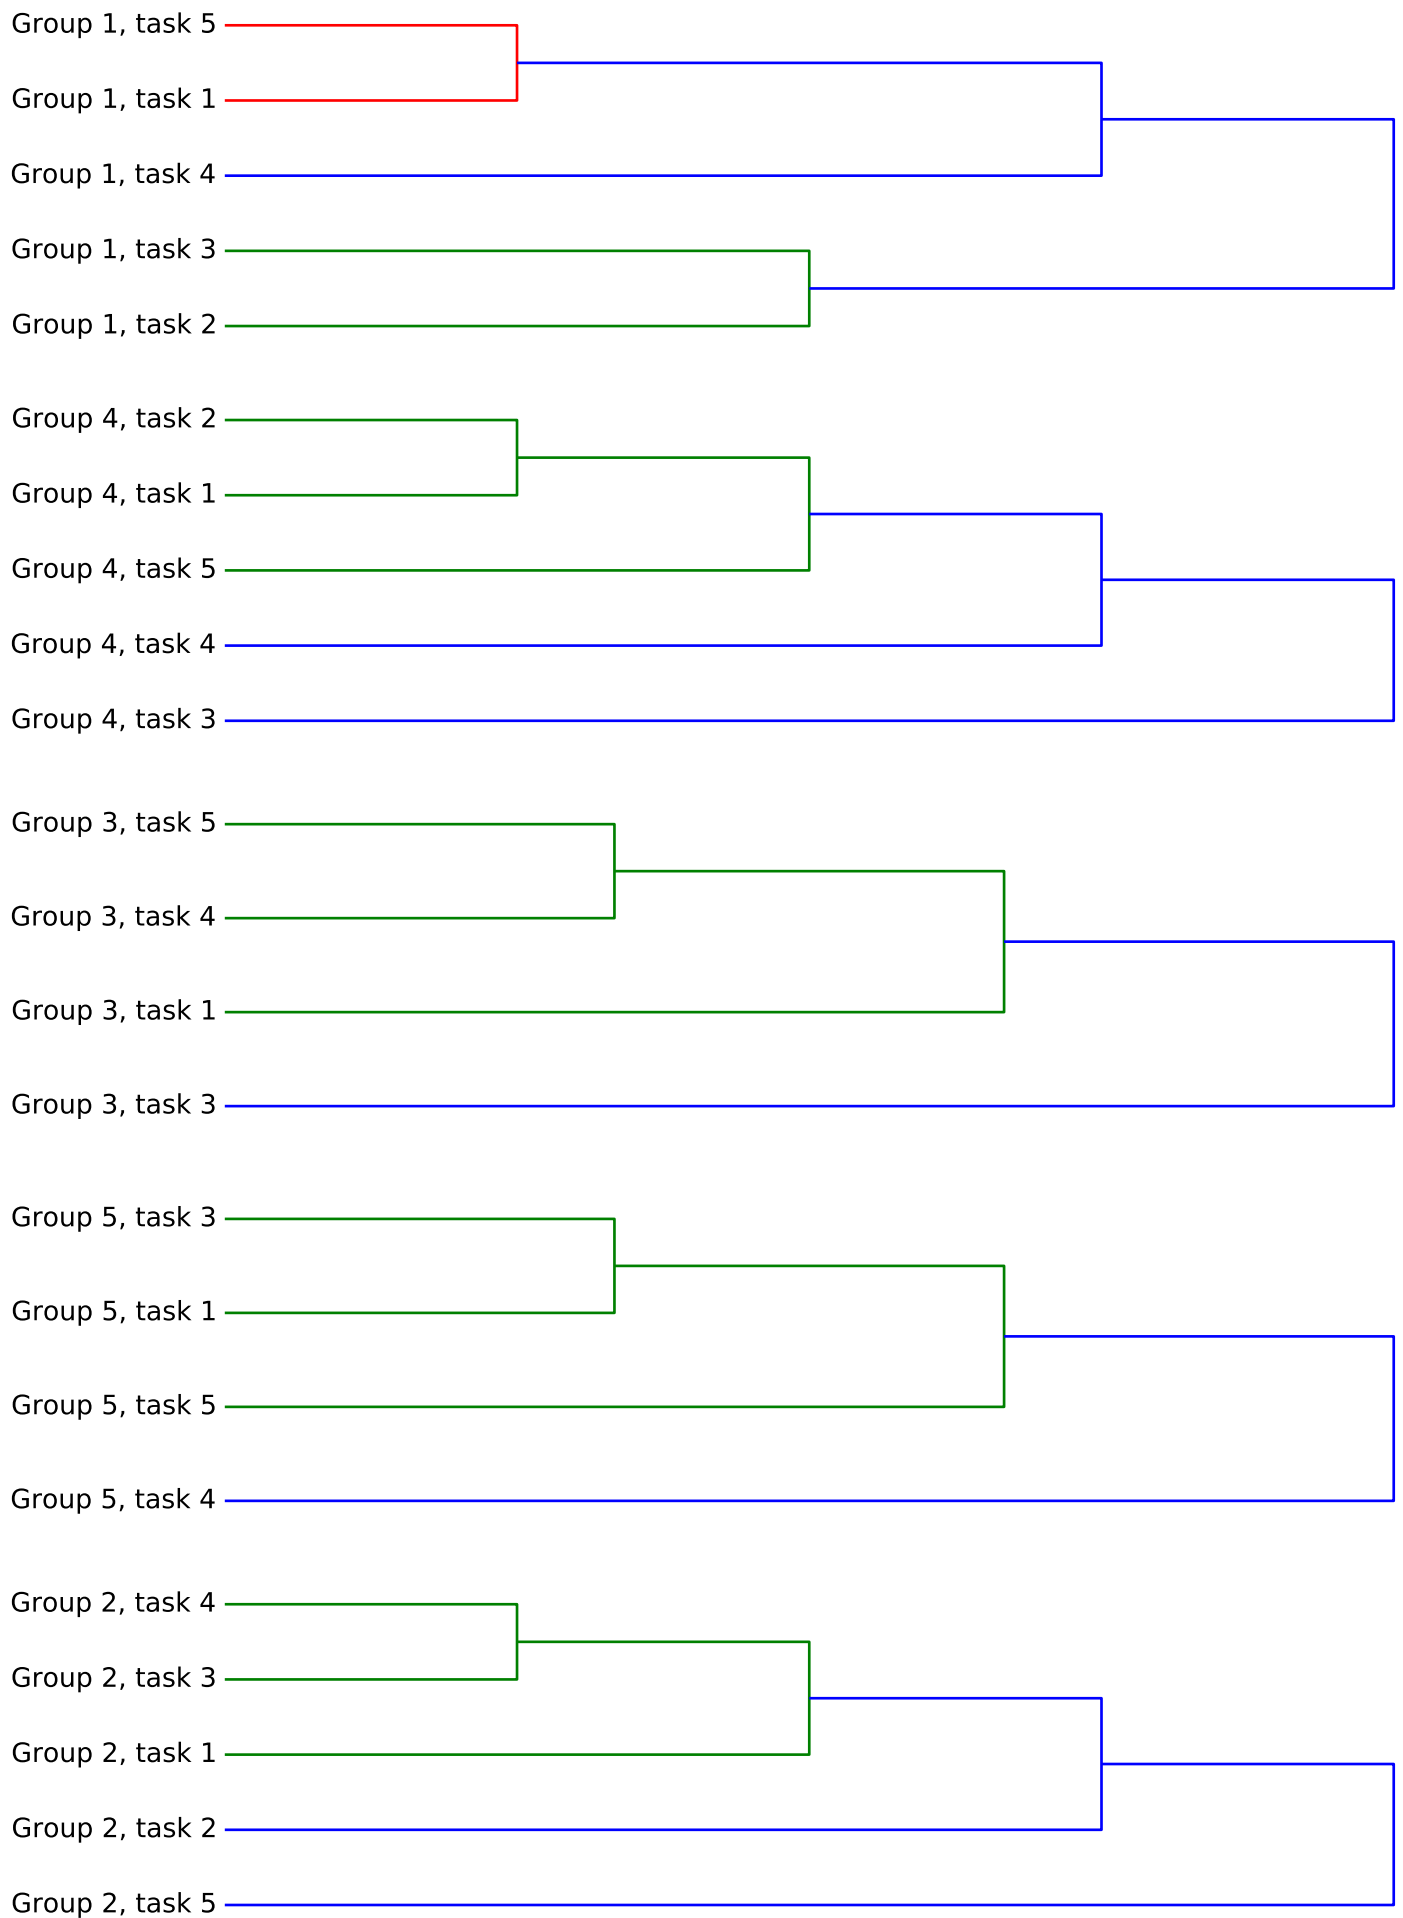 Group 1, task 5
Group 1, task 1
Group 1, task 4
Group 1, task 3
Group 1, task 2
Group 4, task 2
Group 4, task 1
Group 4, task 5
Group 4, task 4
Group 4, task 3
Group 3, task 5
Group 3, task 4
Group 3, task 1
Group 3, task 3
Group 5, task 3
Group 5, task 1
Group 5, task 5
Group 5, task 4
Group 2, task 4
Group 2, task 3
Group 2, task 1
Group 2, task 2
Group 2, task 5